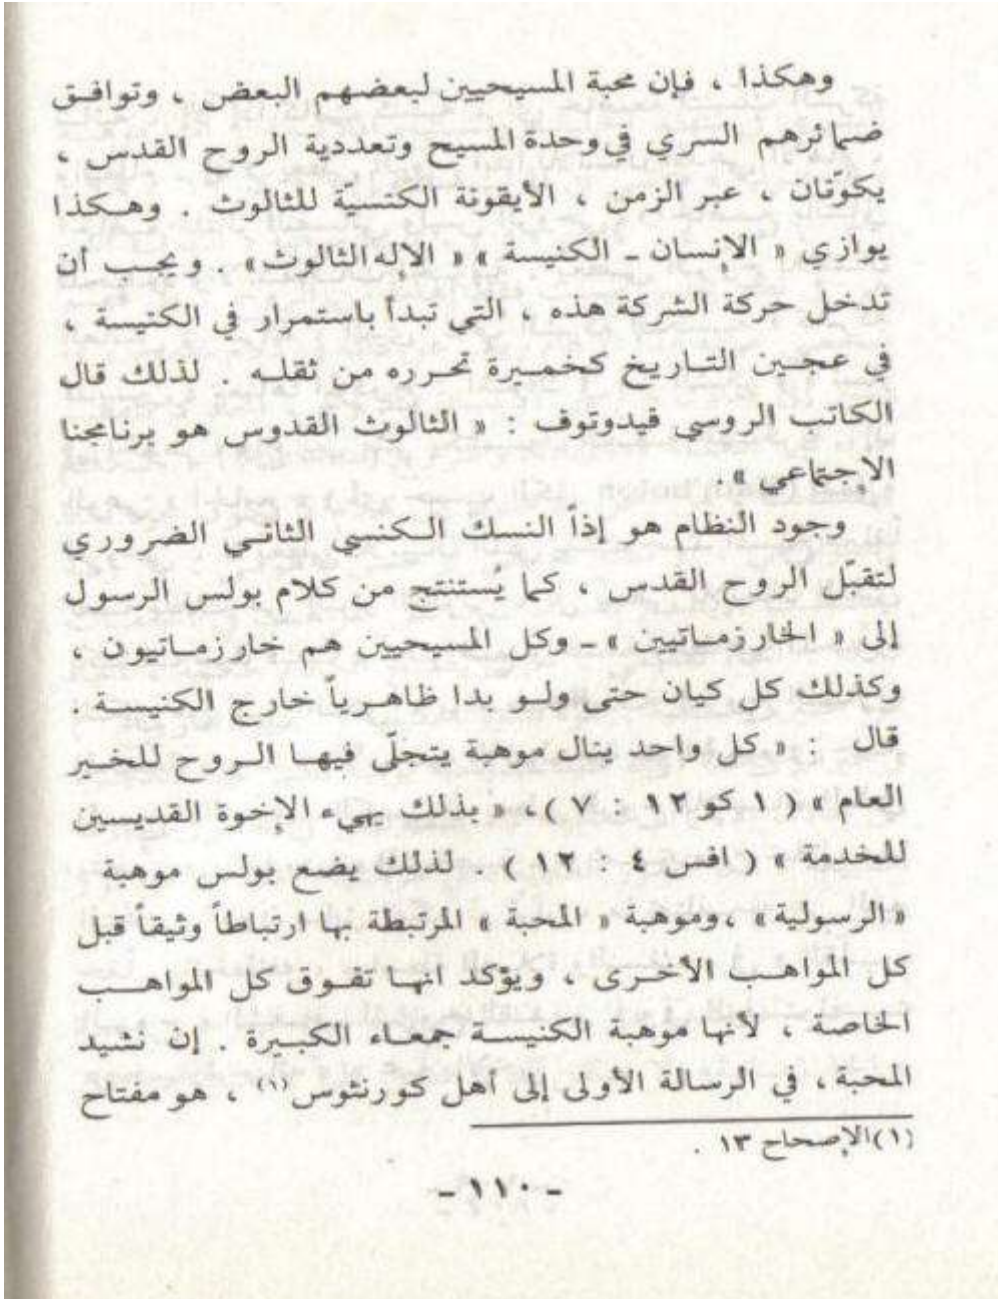 وهكذا ، فإن محبة المسيحيين لبعضهم البعض ، وتوافق
ضمائرهم السري في وحدة المسيح وتعددية الروح القدس ،
يكوّنان ، عبر الزمن ، الأيقونة الكنسيّة للثالوث . وهكذا
يوازي « الإنسان ـ الكنيسة » « الإله الثالوث» . ويجب أن
تدخل حركة الشركة هذه ، التي تبدأ باستمرار في الكنيسة ،
في عجين التاريخ كخميرة تحرره من ثقله . لذلك قال
الكاتب الروسي فيدوتوف : « الثالوث القدوس هو برنامجنا
الإجتماعي ».
وجود النظام هو إذاً النسك الكنسي الثاني الضروري
لتقبّل الروح القدس ، كما يُستنتج من كلام بولس الرسول
إلى « الخارزماتيين » ـ وكل المسيحيين هم خارزماتيون ،
وكذلك كل كيان حتى ولو بدا ظاهرياً خارج الكنيسة .
قال : « كل واحد ينال موهبة يتجلّى فيها الروح للخير
العام » ( ١ كو ١٢ : ٧ )، « بذلك يهيء الإخوة القديسين
للخدمة » ( افس ٤ : ١٢ ) . لذلك يضع بولس موهبة
«الرسولية» ،وموهبة « المحبة » المرتبطة بها ارتباطاً وثيقاً قبل
كل المواهب الأخرى ، ويؤكد انها تفوق كل المواهب
الخاصة ، لأنها موهبة الكنيسة جمعاء الكبيرة . إن نشيد
المحبة ، في الرسالة الأولى إلى أهل كورنثوس (١) ، هو مفتاح
(١)الإصحاح ١٣ .
- ١١٠ -